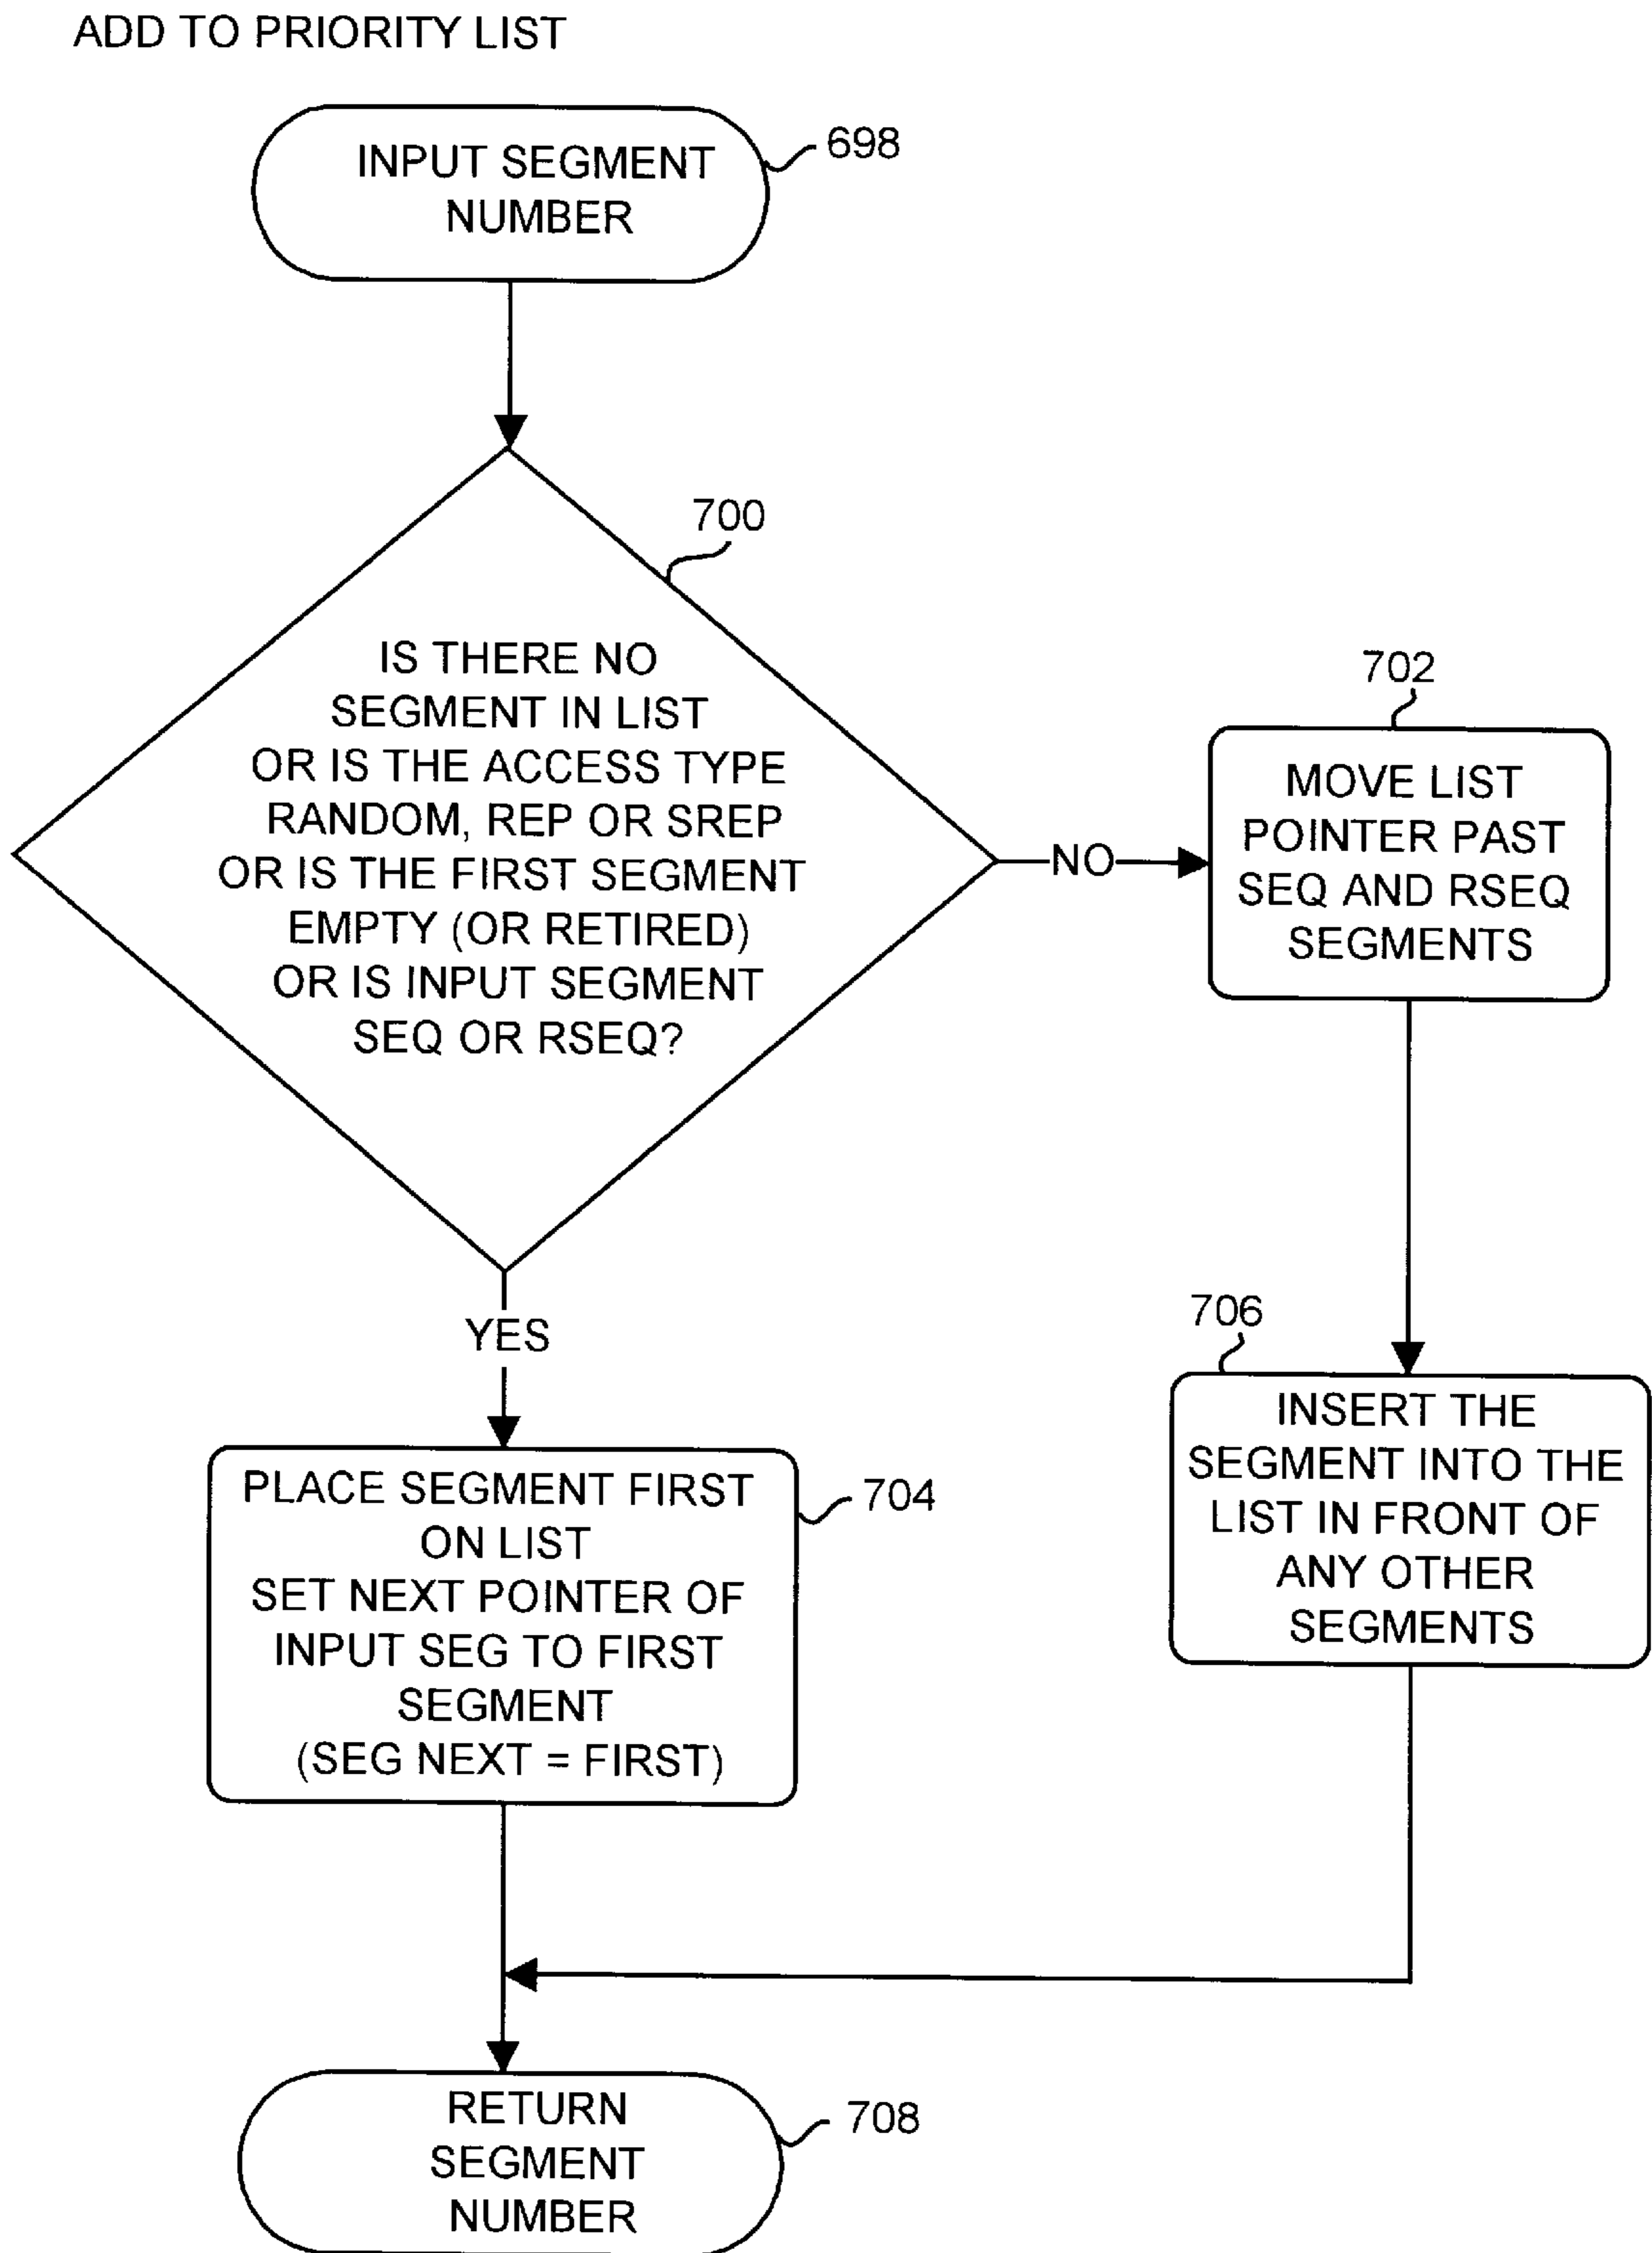 ADD TO PRIORITY LIST
INPUT SEGMENT
NUMBER
698
700
IS THERE NO
SEGMENT IN LIST
OR IS THE ACCESS TYPE
RANDOM, REP OR SREP
OR IS THE FIRST SEGMENT
EMPTY (OR RETIRED)
OR IS INPUT SEGMENT
SEQ OR RSEQ?
NO
702
MOVE LIST
POINTER PAST
SEQ AND RSEQ
SEGMENTS
YES
706
INSERT THE
SEGMENT INTO THE
LIST IN FRONT OF
ANY OTHER
SEGMENTS
PLACE SEGMENT FIRST
ON LIST
SET NEXT POINTER OF
INPUT SEG TO FIRST
SEGMENT
(SEG NEXT = FIRST)
704
RETURN
SEGMENT
NUMBER
708